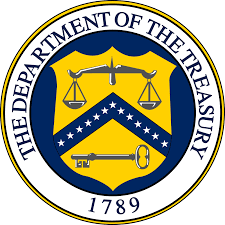 THE DEPARTMENT OF THE TREASURY
1789